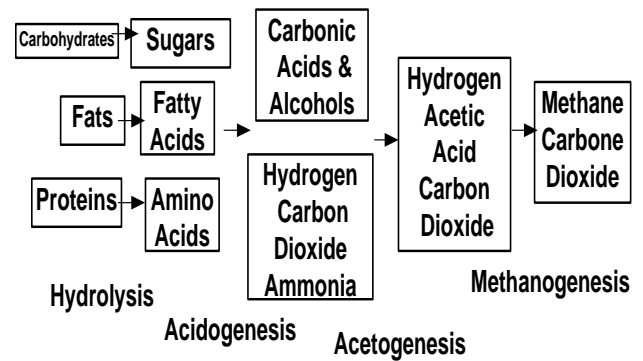 Carbohydrates
Sugars
Fats
Fatty
Acids
Proteins
Amino
Acids
Carbonic
Acids &
Alcohols
Hydrogen
Carbon
Dioxide
Ammonia
Hydrogen
Acetic
Acid
Carbon
Dioxide
Methane
Carbone
Dioxide
Hydrolysis
Acidogenesis
Acetogenesis
Methanogenesis